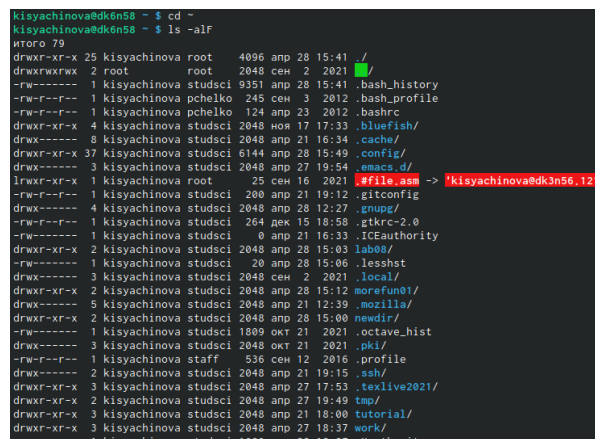 kisyachinova@dk6n58 ~ $ cd ~
kisyachinova@dk6n58 ~ $ ls -alF
итого 79
drwxr-xr-x 25 kisyachinova root 4096 апр 28 15:41 ./
drwxrwxrwx 2 root root 2048 сен 2 2021 /
-rw------- 1 kisyachinova studsci 9351 апр 28 15:41 .bash_history
-rw-r--r-- 1 kisyachinova pchelko 245 сен 3 2012 .bash_profile
-rw-r--r-- 1 kisyachinova pchelko 124 апр 23 2012 .bashrc
drwxr-xr-x 4 kisyachinova studsci 2048 ноя 17 17:33 .bluefish/
drwx------ 8 kisyachinova studsci 2048 апр 21 16:34 .cache/
drwxr-xr-x 37 kisyachinova studsci 6144 апр 28 15:49 .config/
drwx------ 3 kisyachinova studsci 2048 апр 27 19:54 .emacs.d/
lrwxr-xr-x 1 kisyachinova root 25 сен 16 2021 .#file.asm -> 'kisyachinova@dk3n56.12
-rw-r--r-- 1 kisyachinova studsci 200 апр 21 19:12 .gitconfig
drwx------ 4 kisyachinova studsci 2048 апр 28 12:27 .gnupg/
-rw-r--r-- 1 kisyachinova studsci 264 дек 15 18:58 .gtkrc-2.0
-rw------- 1 kisyachinova studsci 0 апр 21 16:33 .ICEauthority
drwxr-xr-x 2 kisyachinova studsci 2048 апр 28 15:03 lab08/
-rw------- 1 kisyachinova studsci 20 апр 28 15:06 .lesshst
drwx------ 3 kisyachinova studsci 2048 сен 2 2021 .local/
drwxr-xr-x 2 kisyachinova studsci 2048 апр 28 15:12 morefun01/
drwx------ 5 kisyachinova studsci 2048 апр 21 12:39 .mozilla/
drwxr-xr-x 2 kisyachinova studsci 2048 апр 28 15:00 newdir/
-rw------- 1 kisyachinova studsci 1809 окт 21 2021 .octave_hist
drwx------ 3 kisyachinova studsci 2048 окт 21 2021 .pki/
-rw-r--r-- 1 kisyachinova staff 536 сен 12 2016 .profile
drwx------ 2 kisyachinova studsci 2048 апр 21 19:15 .ssh/
drwxr-xr-x 3 kisyachinova studsci 2048 апр 27 17:53 .texlive2021/
drwxr-xr-x 2 kisyachinova studsci 2048 апр 27 19:49 tmp/
drwxr-xr-x 3 kisyachinova studsci 2048 апр 21 18:00 tutorial/
drwxr-xr-x 3 kisyachinova studsci 2048 апр 27 18:37 work/